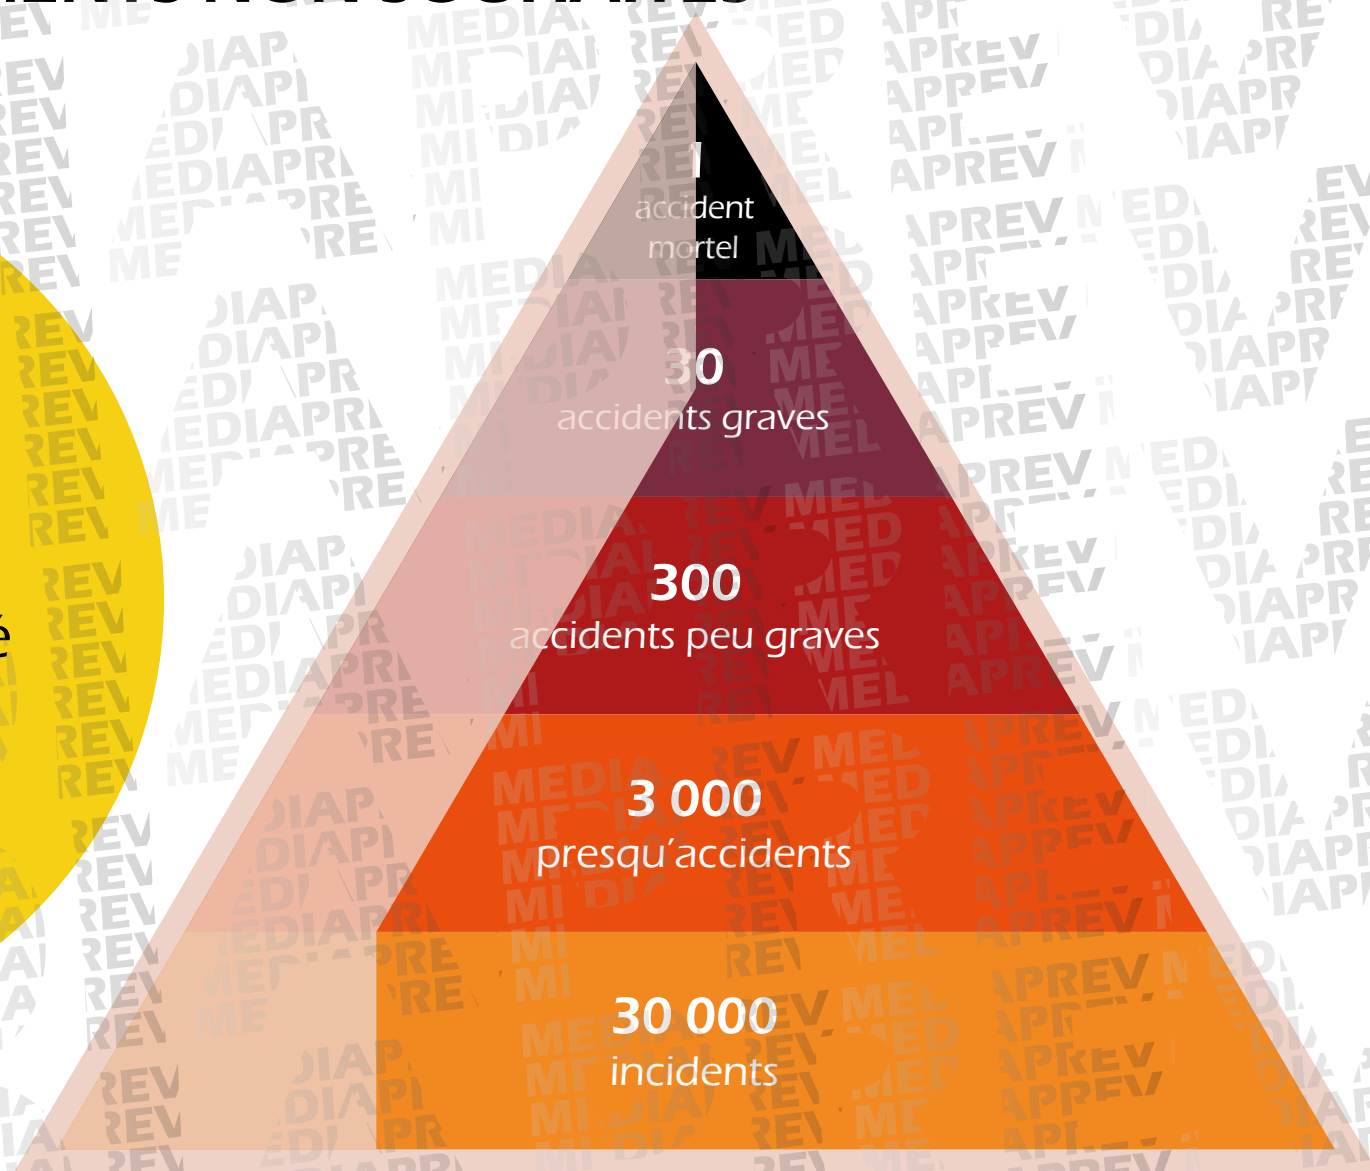 1
accident
mortel
30
accidents graves
300
accidents peu graves
3 000
presqu’accidents
30 000
incidents